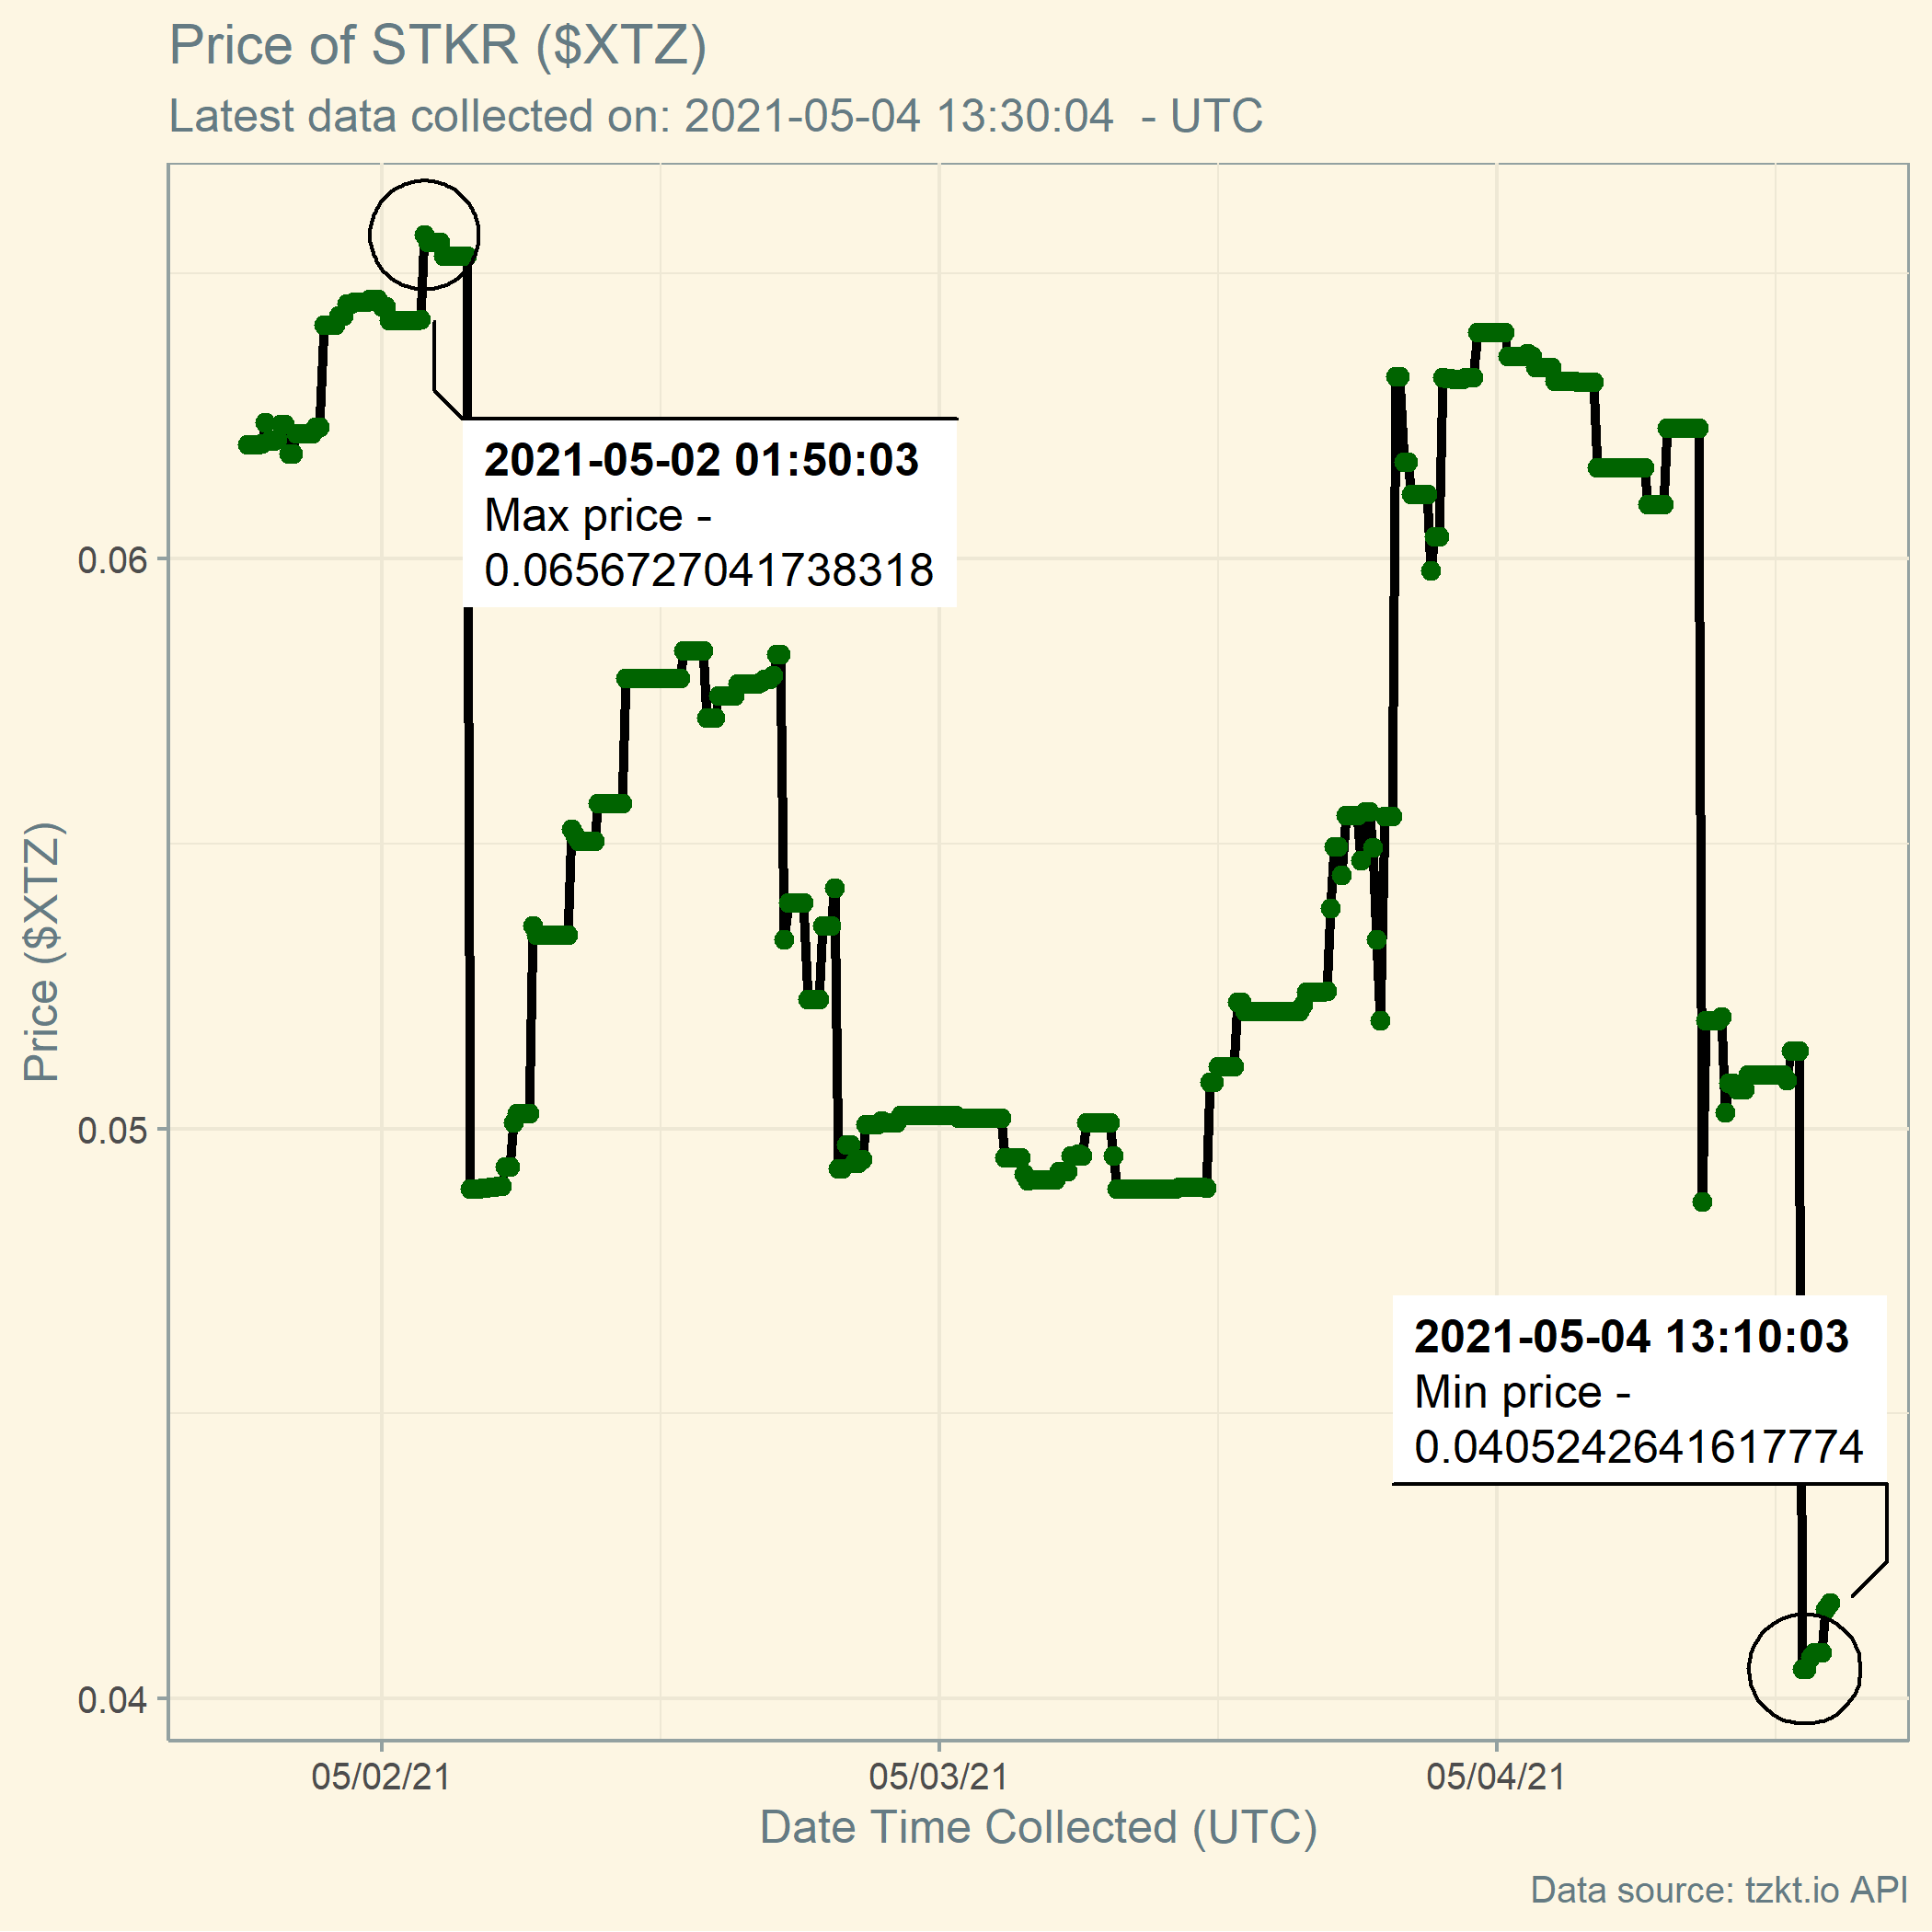 Price of STKR ($XTZ)
Latest data collected on: 2021-05-04 13:30:04  - UTC
2021-05-02 01:50:03
Max price -
0.0656727041738318
0.06
Price ($XTZ)
0.05
2021-05-04 13:10:03
Min price -
0.0405242641617774
0.04
05/02/21
05/03/21
05/04/21
Date Time Collected (UTC)
Data source: tzkt.io API